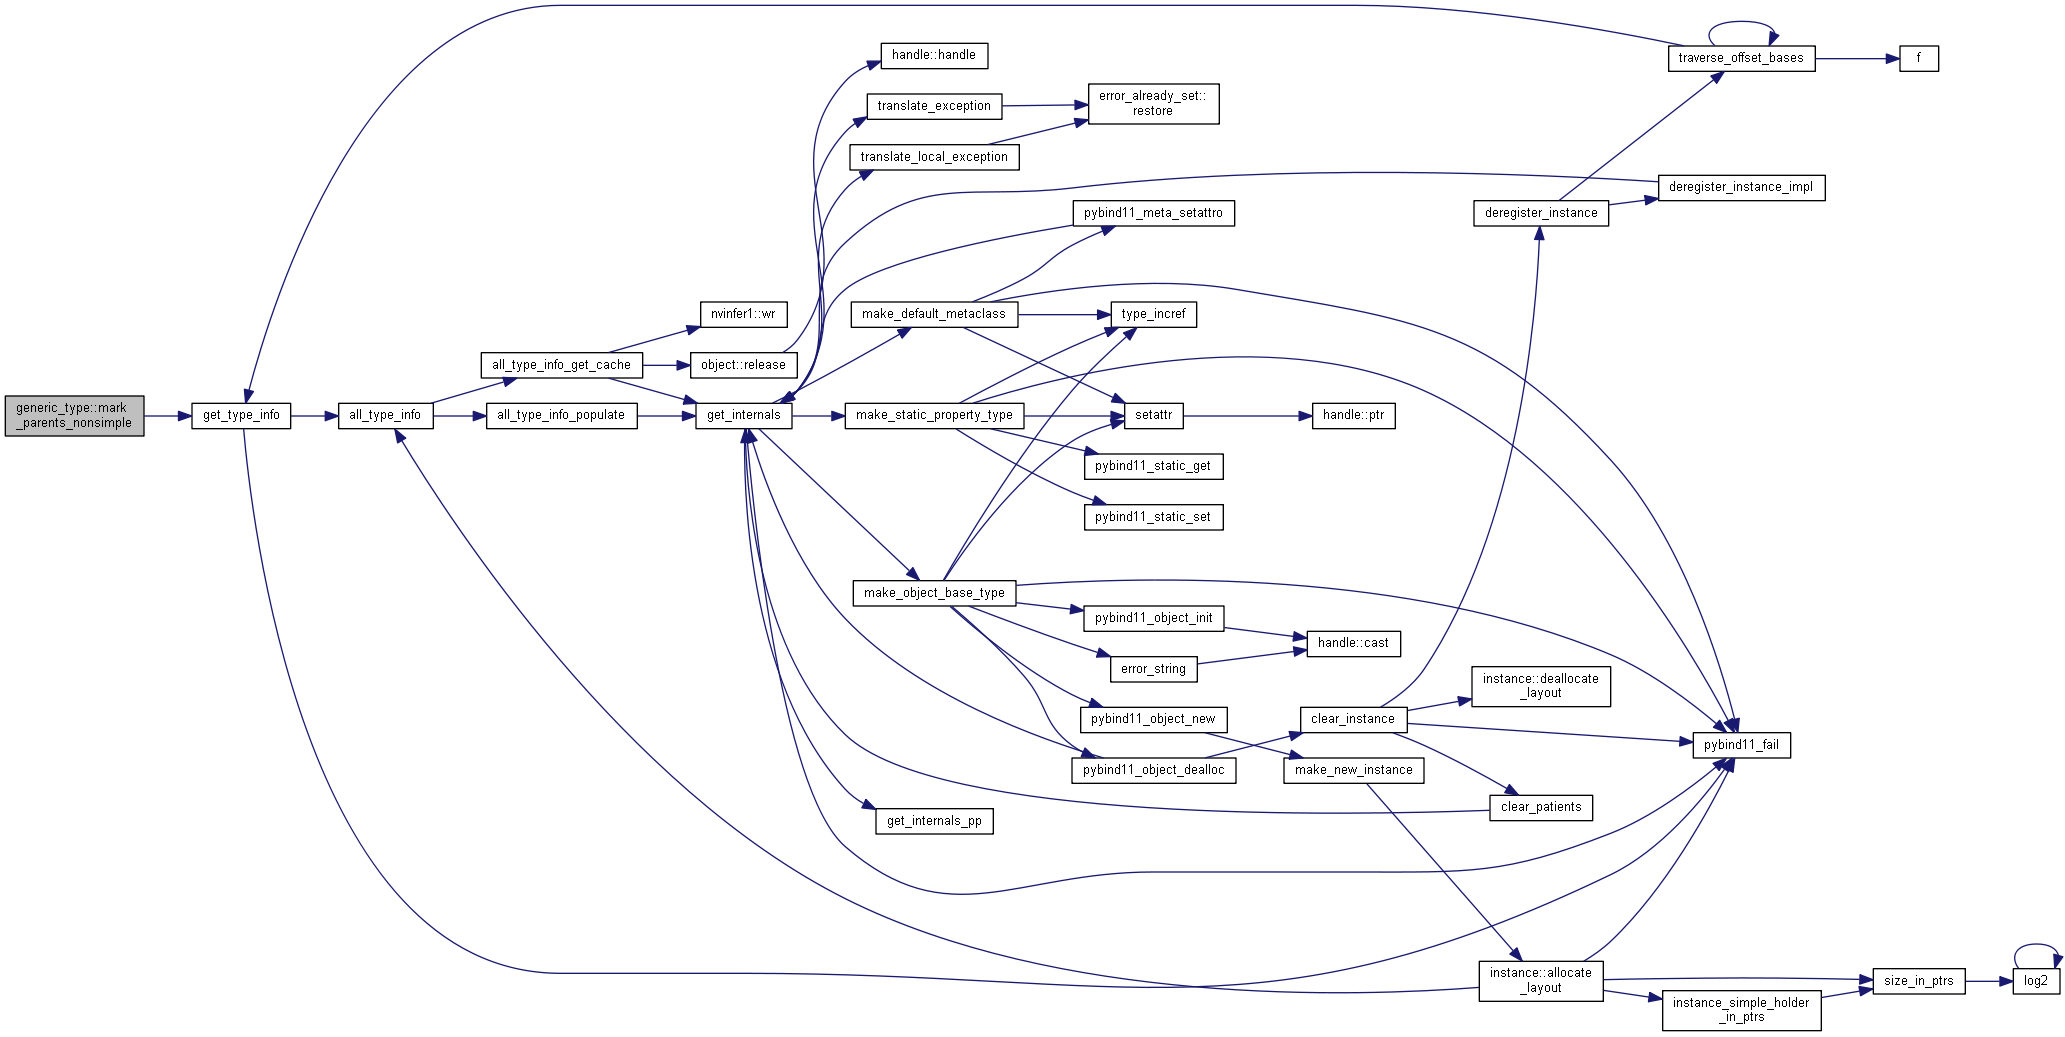 handle::handle
traverse_offset_bases
f
translate_exception
error_already_set::
restore
translate_local_exception
deregister_instance_impl
pybind11_meta_setattro
deregister_instance
nvinfer1::wr
make_default_metaclass
type_incref
all_type_info_get_cache
object::release
generic_type::mark
_parents_nonsimple
get_type_info
all_type_info
all_type_info_populate
get_internals
make_static_property_type
setattr
handle::ptr
pybind11_static_get
pybind11_static_set
make_object_base_type
pybind11_object_init
handle::cast
error_string
instance::deallocate
_layout
pybind11_object_new
clear_instance
pybind11_fail
pybind11_object_dealloc
make_new_instance
clear_patients
get_internals_pp
instance::allocate
_layout
size_in_ptrs
log2
instance_simple_holder
_in_ptrs